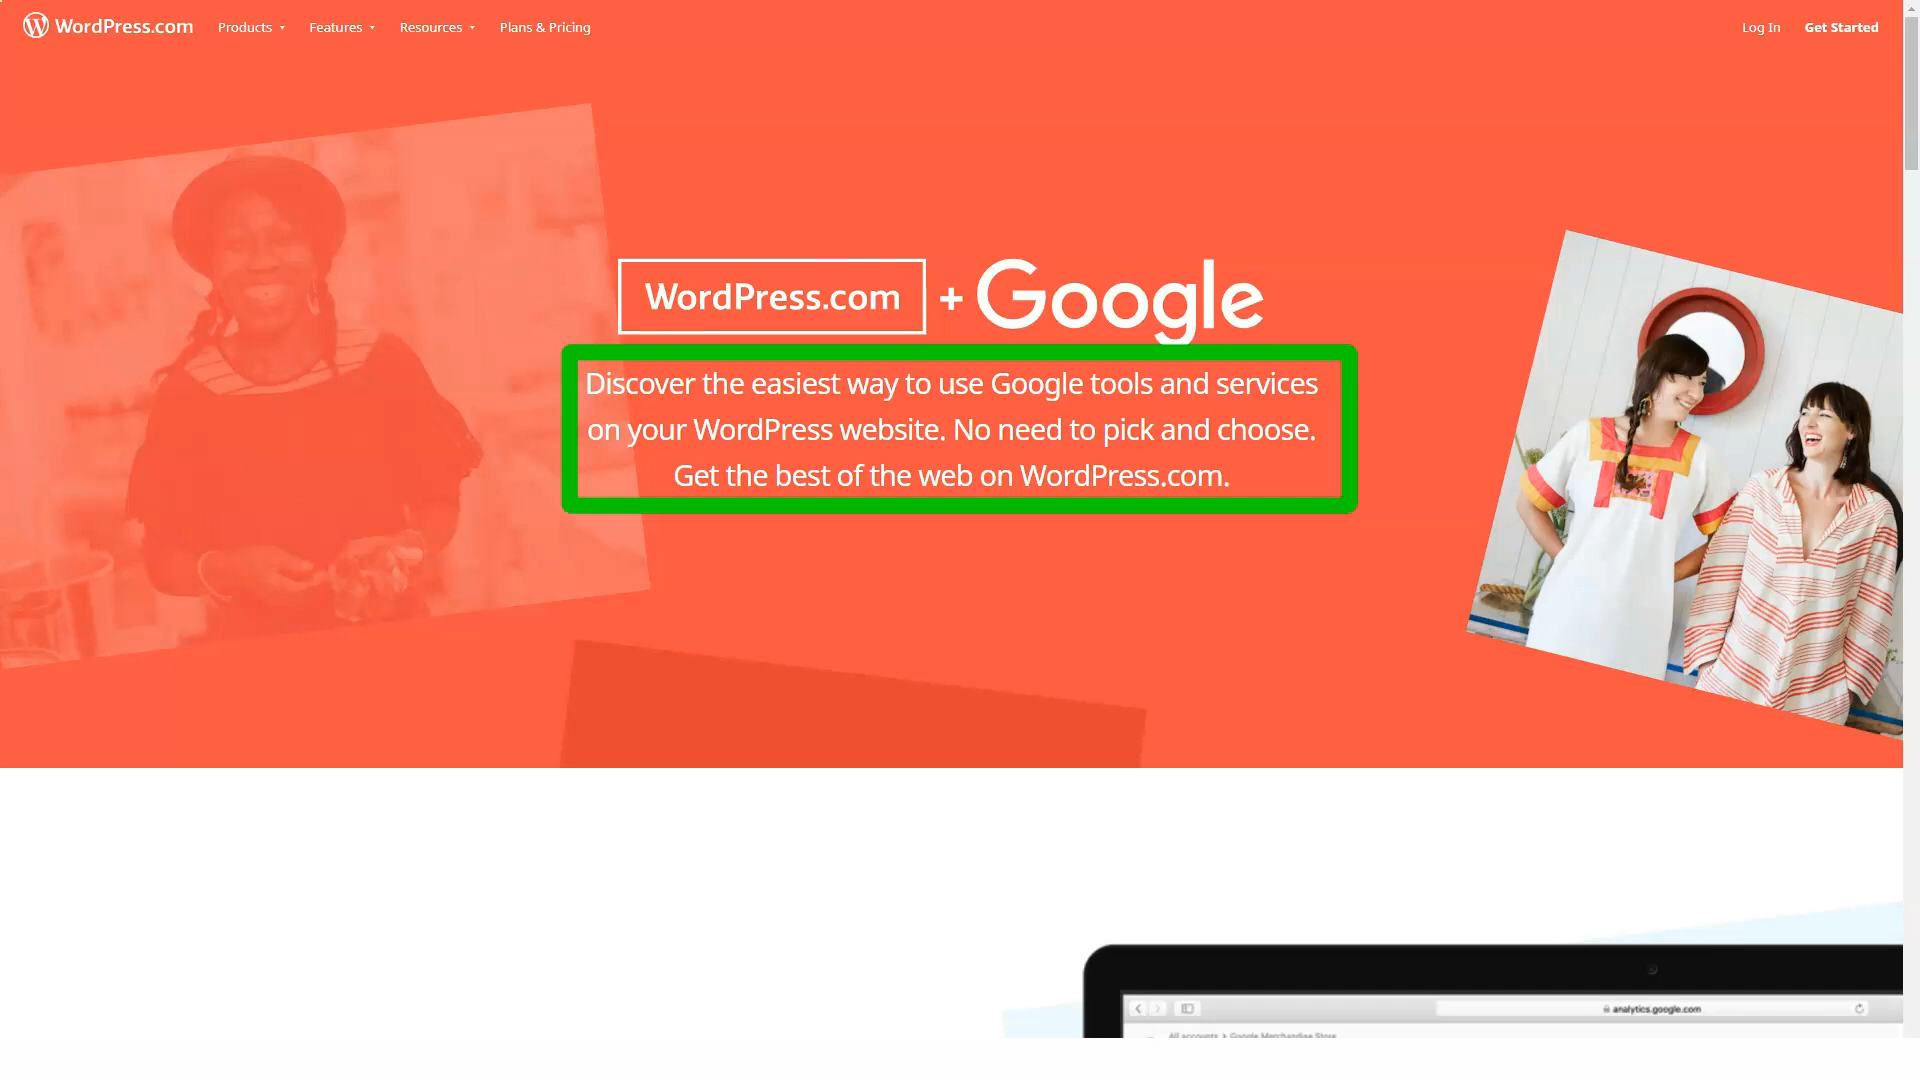 WordPress.com
Products
Features
Resources
Plans & Pricing
Log In
Get Started
WordPress.com + Google
Discover the easiest way to use Google tools and services
on your WordPress website. No need to pick and choose.
Get the best of the web on WordPress.com.
analytics.google.com
All accounts > Google Merchandise Store